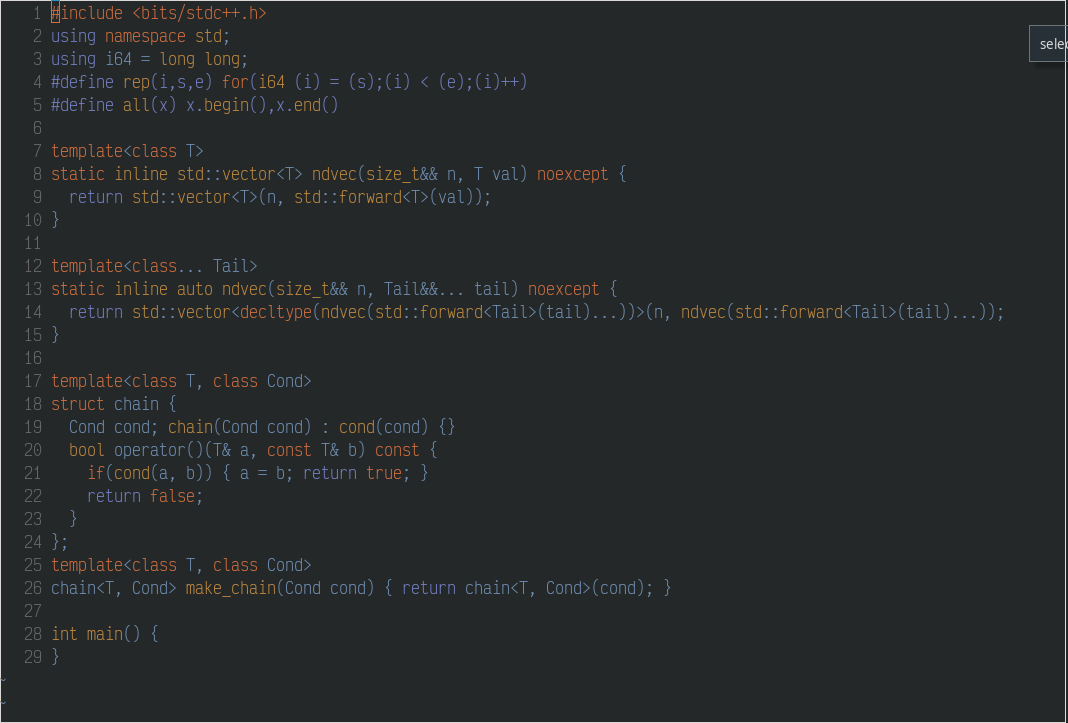 1 #include <bits/stdc++.h>
2 using namespace std;
3 using i64 = long long;
4 #define rep(i,s,e) for(i64 (i) = (s);(i) < (e);(i)++)
5 #define all(x) x.begin(),x.end()
6
7 template<class T>
8 static inline std::vector<T> ndvec(size_t&& n, T val) noexcept {
9   return std::vector<T>(n, std::forward<T>(val));
10 }
11
12 template<class... Tail>
13 static inline auto ndvec(size_t&& n, Tail&&... tail) noexcept {
14   return std::vector<decltype(ndvec(std::forward<Tail>(tail)...))>(n, ndvec(std::forward<Tail>(tail)...));
15 }
16
17 template<class T, class Cond>
18 struct chain {
19   Cond cond; chain(Cond cond) : cond(cond) {}
20   bool operator()(T& a, const T& b) const {
21     if(cond(a, b)) { a = b; return true; }
22     return false;
23   }
24 };
25 template<class T, class Cond>
26 chain<T, Cond> make_chain(Cond cond) { return chain<T, Cond>(cond); }
27
28 int main() {
29 }
~
~